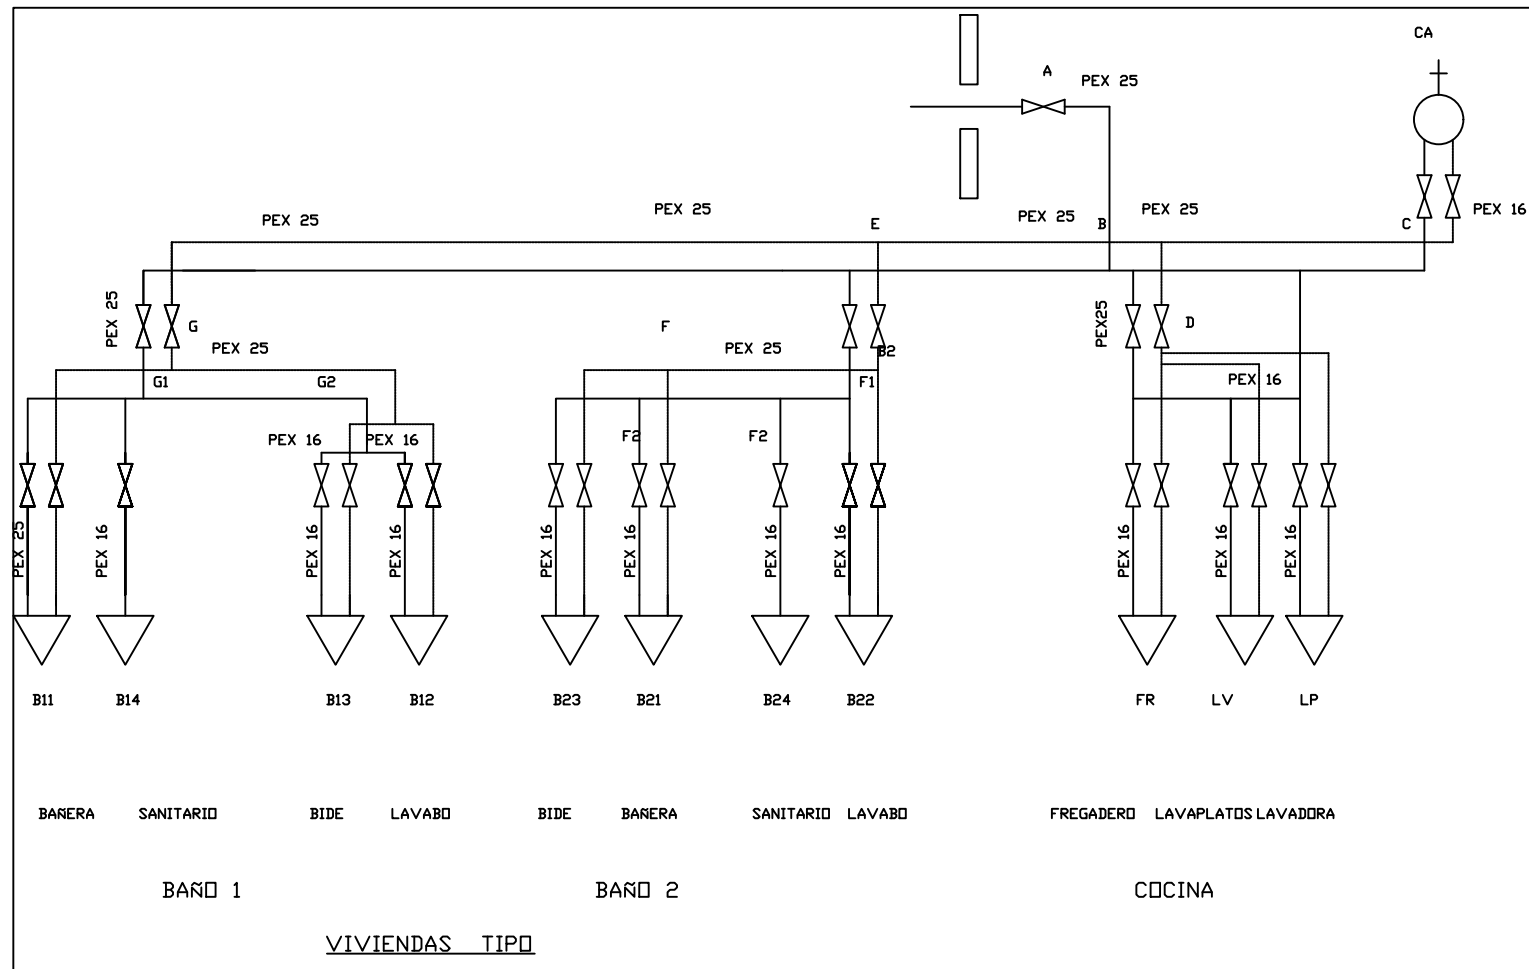 CA
A
PEX 25
PEX 25
PEX 25
PEX 25
PEX 25
PEX 16
E
B
C
PEX 25
G
F
PEX25
D
PEX 25
PEX 25
B2
G1
G2
F1
PEX 16
PEX 16
PEX 16
F2
F2
PEX 25
PEX 16
PEX 16
PEX 16
PEX 16
PEX 16
PEX 16
PEX 16
PEX 16
PEX 16
PEX 16
B11
B14
B13
B12
B23
B21
B24
B22
FR
LV
LP
BAÑERA
SANITARIO
BIDE
LAVABO
BIDE
BAÑERA
SANITARIO
LAVABO
FREGADERO
LAVAPLATOS
LAVADORA
BAÑO 1
BAÑO 2
COCINA
VIVIENDAS TIPO